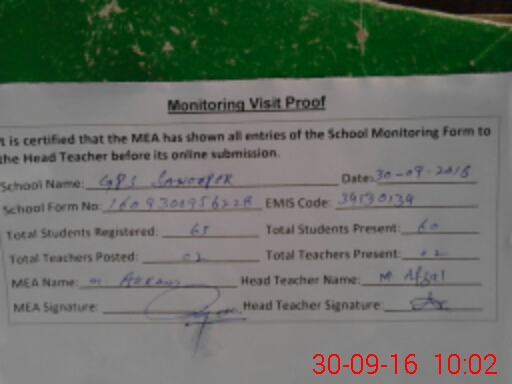 Monitoring Visit Proof
t is certified that the MEA has shown all entries of the School Monitoring Form to
the Head Teacher before its online submission.
School Name: GPS Date: 30-09-2016
School Form No: EMIS Code:
Total Students Registered: 65 Total Students Present: 60
Total Teachers Posted: 02 Total Teachers Present: 02
MEA Name: M. Head Teacher Name: M. Afzal
MEA Signature: Head Teacher Signature:
30-09-16 10:02